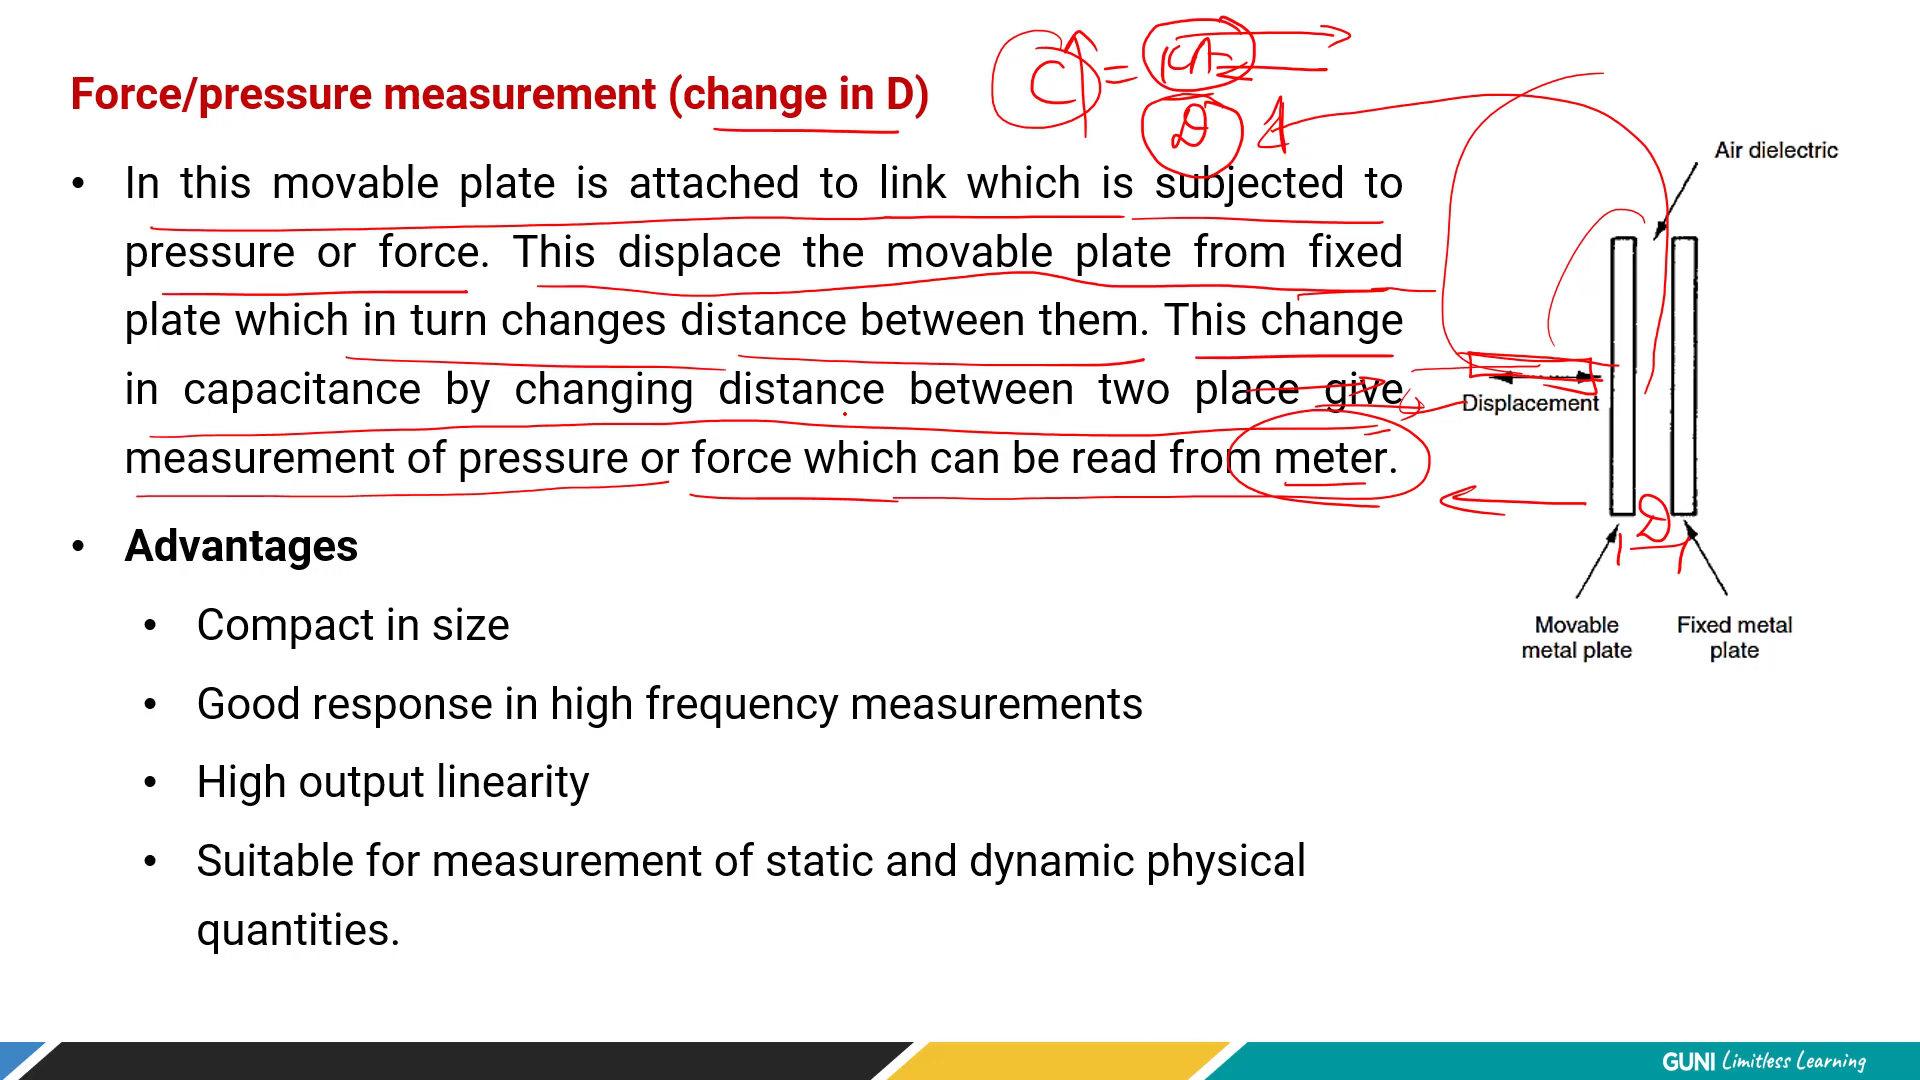 Force/pressure measurement (change in D)
C = KA
D
Air dielectric
• In this movable plate is attached to link which is subjected to
pressure or force. This displace the movable plate from fixed
plate which in turn changes distance between them. This change
in capacitance by changing distance between two place give
measurement of pressure or force which can be read from meter.
Displacement
D
Movable
metal plate
Fixed metal
plate
• Advantages
• Compact in size
• Good response in high frequency measurements
• High output linearity
• Suitable for measurement of static and dynamic physical
quantities.
GUNI Limitless Learning